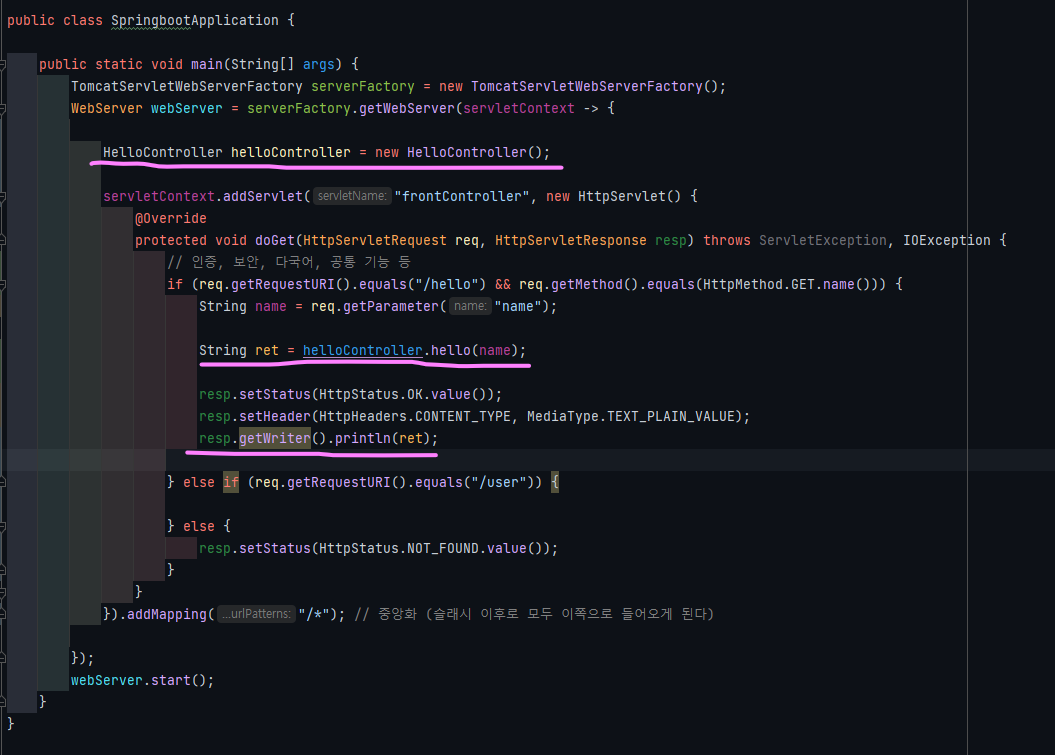 public class SpringbootApplication {
public static void main(String[] args) {
TomcatServletWebServerFactory serverFactory = new TomcatServletWebServerFactory();
WebServer webServer = serverFactory.getWebServer(servletContext -> {
HelloController helloController = new HelloController();
servletContext.addServlet( servletName: "frontController", new HttpServlet() {
@Override
protected void doGet(HttpServletRequest req, HttpServletResponse resp) throws ServletException, IOException {
// 인증, 보안, 다국어, 공통 기능 등
if (req.getRequestURI().equals("/hello") && req.getMethod().equals(HttpMethod.GET.name())) {
String name = req.getParameter( name: "name");
String ret = helloController.hello(name);
resp.setStatus(HttpStatus.OK.value());
resp.setHeader(HttpHeaders.CONTENT_TYPE, MediaType.TEXT_PLAIN_VALUE);
resp.getWriter().println(ret);
} else if (req.getRequestURI().equals("/user")) {
} else {
resp.setStatus(HttpStatus.NOT_FOUND.value());
}
}
}).addMapping( ...urlPatterns: "/*"); // 중앙화 (슬래시 이후로 모두 이쪽으로 들어오게 된다)
});
webServer.start();
}
}